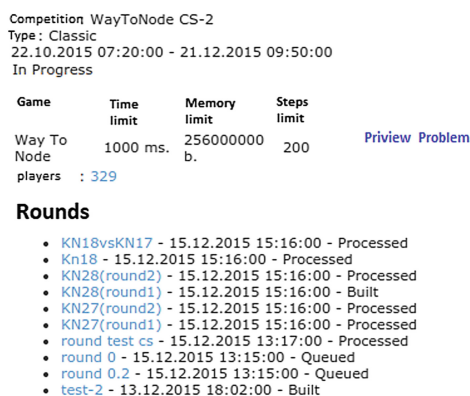 Competition: WayToNode CS-2
Type : Classic
22.10.2015 07:20:00 - 21.12.2015 09:50:00
In Progress
Game Time limit Memory limit Steps limit
Way To Node 1000 ms. 256000000 b. 200 Priview Problem
players : 329
Rounds
• KN18vsKN17 - 15.12.2015 15:16:00 - Processed
• Kn18 - 15.12.2015 15:16:00 - Processed
• KN28(round2) - 15.12.2015 15:16:00 - Processed
• KN28(round1) - 15.12.2015 15:16:00 - Built
• KN27(round2) - 15.12.2015 15:16:00 - Processed
• KN27(round1) - 15.12.2015 15:16:00 - Processed
• round test cs - 15.12.2015 13:17:00 - Processed
• round 0 - 15.12.2015 13:15:00 - Queued
• round 0.2 - 15.12.2015 13:15:00 - Queued
• test-2 - 13.12.2015 18:02:00 - Built